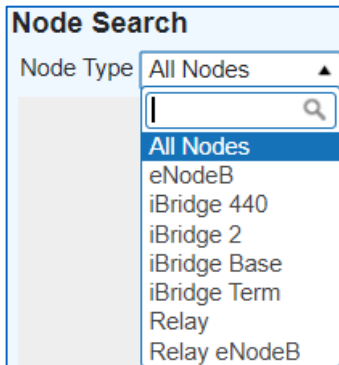 Node Search
Node Type All Nodes
All Nodes
eNodeB
iBridge 440
iBridge 2
iBridge Base
iBridge Term
Relay
Relay eNodeB